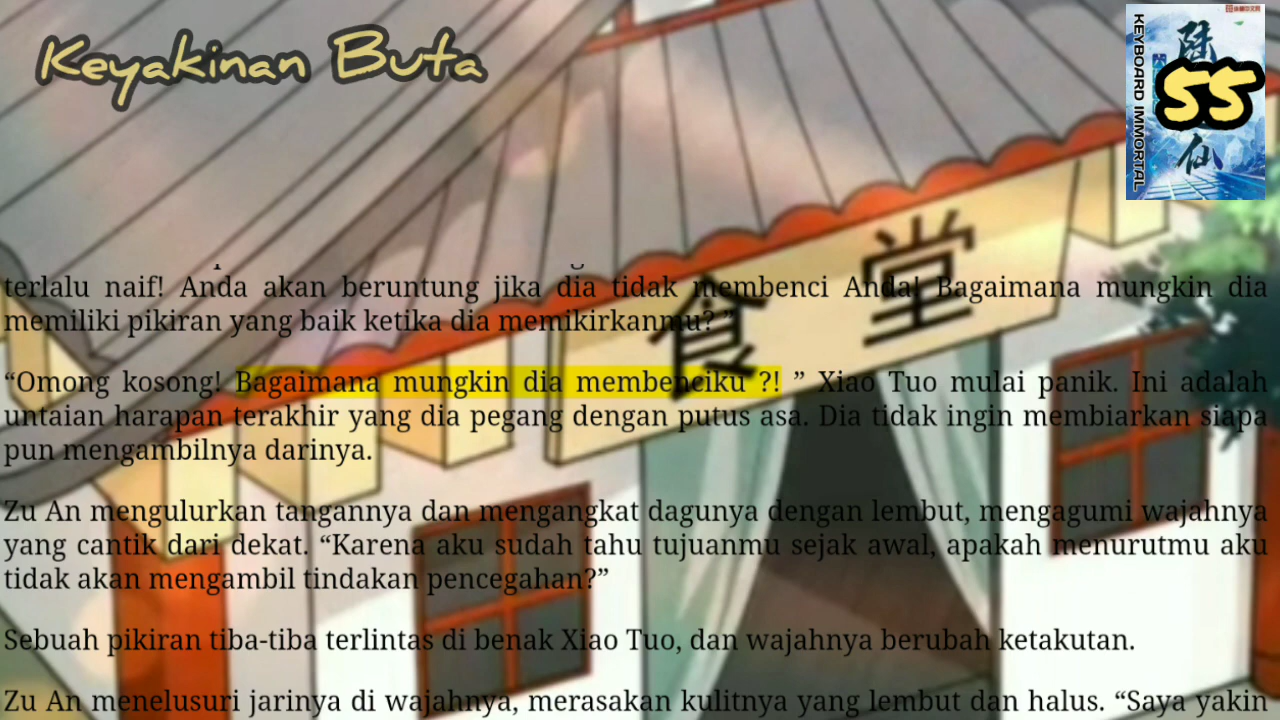 Keyakinan Buta
KEYBOARD IMMORTAL
陆
仙
55
食堂
terlalu naif! Anda akan beruntung jika dia tidak membenci Anda! Bagaimana mungkin dia
memiliki pikiran yang baik ketika dia memikirkanmu? ”
“Omong kosong! Bagaimana mungkin dia membenciku ?! ” Xiao Tuo mulai panik. Ini adalah
untaian harapan terakhir yang dia pegang dengan putus asa. Dia tidak ingin membiarkan siapa
pun mengambilnya darinya.
Zu An mengulurkan tangannya dan mengangkat dagunya dengan lembut, mengagumi wajahnya
yang cantik dari dekat. “Karena aku sudah tahu tujuanmu sejak awal, apakah menurutmu aku
tidak akan mengambil tindakan pencegahan?”
Sebuah pikiran tiba-tiba terlintas di benak Xiao Tuo, dan wajahnya berubah ketakutan.
Zu An menelusuri jarinya di wajahnya, merasakan kulitnya yang lembut dan halus. “Saya yakin